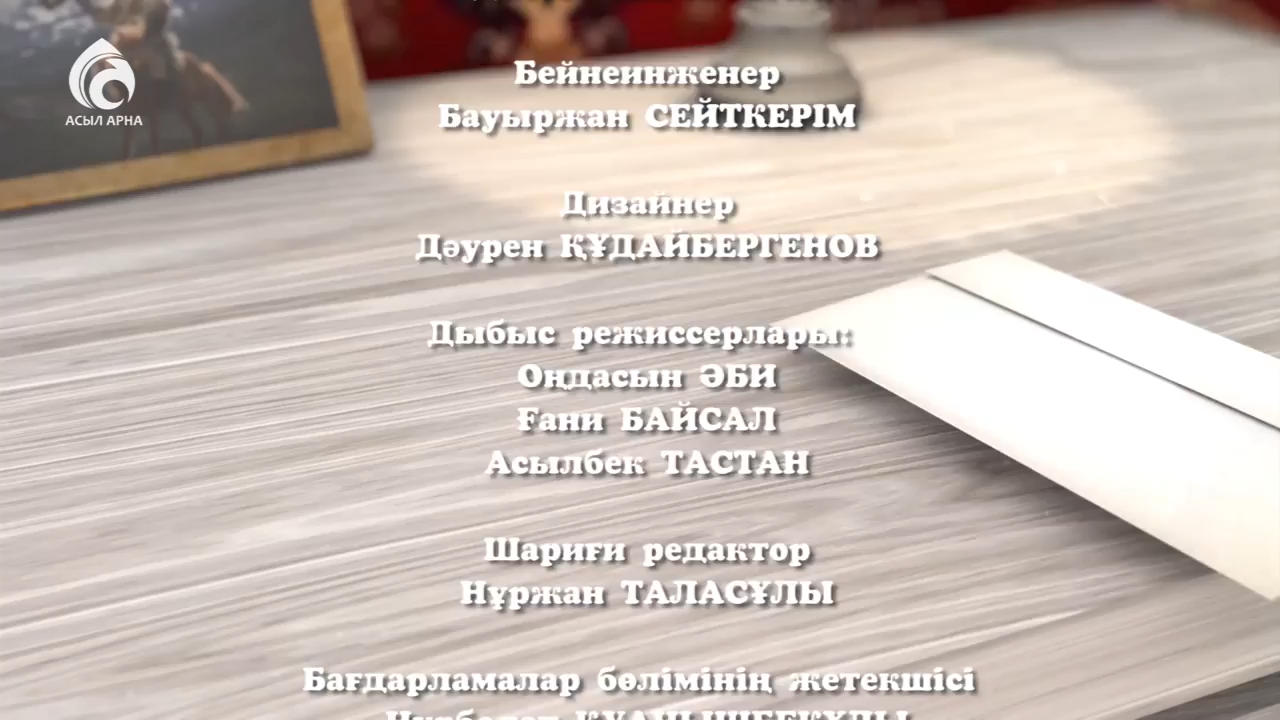 АСЫЛ АРНА
Бейнеинженер
Бауыржан СЕЙТКЕРІМ
Дизайнер
Дәурен ҚҰДАЙБЕРГЕНОВ
Дыбыс режиссерлары:
Оңдасын ӘБИ
Ғани БАЙСАЛ
Асылбек ТАСТАН
Шариғи редактор
Нұржан ТАЛАСҰЛЫ
Бағдарламалар бөлімінің жетекшісі